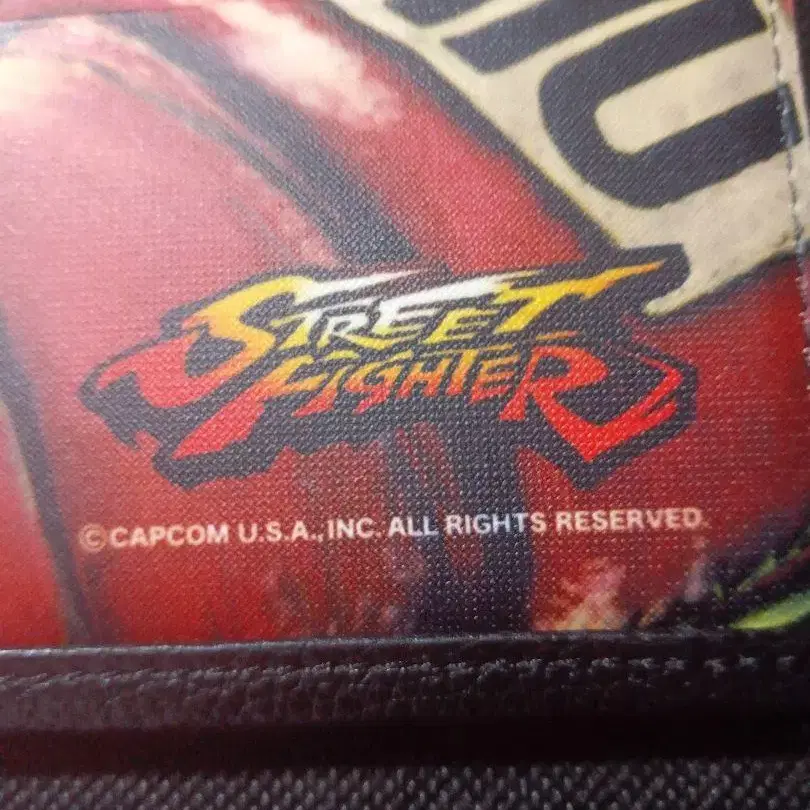 STREET
FIGHTER
©CAPCOM U.S.A., INC. ALL RIGHTS RESERVED.